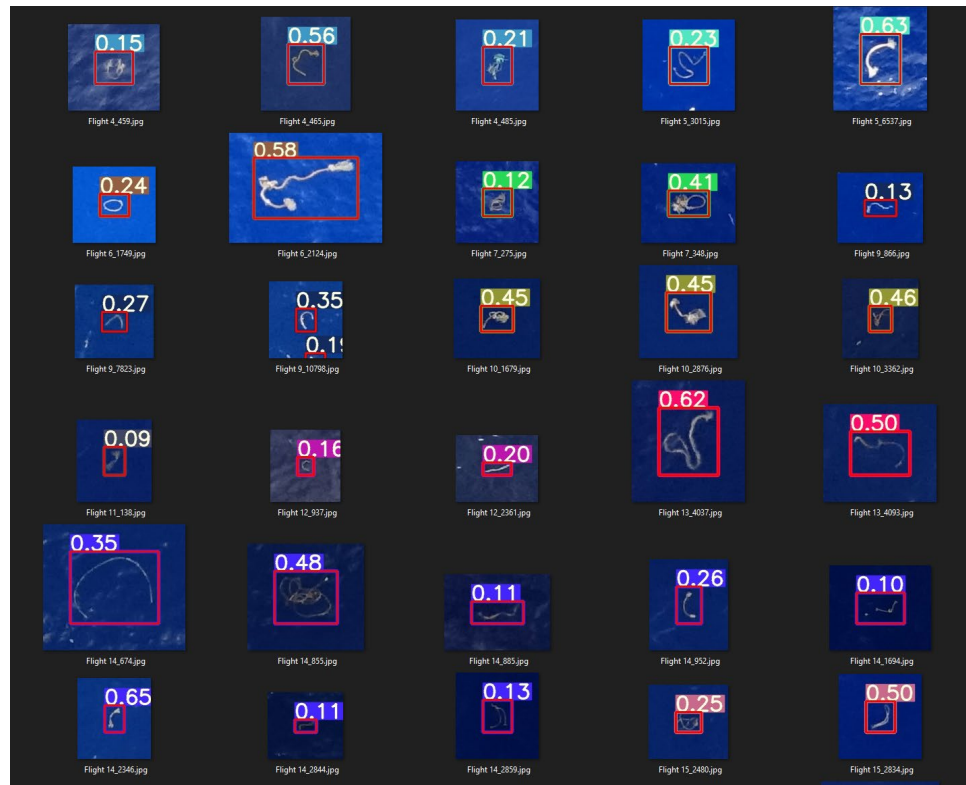 0.15 0.56 0.21 0.23 0.63
Flight 4_459.jpg Flight 4_465.jpg Flight 4_485.jpg Flight 5_3015.jpg Flight 5_6537.jpg
0.24 0.58 0.12 0.41 0.13
Flight 6_1749.jpg Flight 6_2124.jpg Flight 7_275.jpg Flight 7_348.jpg Flight 9_866.jpg
0.27 0.35 0.45 0.45 0.46
Flight 9_7823.jpg Flight 9_10798.jpg Flight 10_1679.jpg Flight 10_2876.jpg Flight 10_3362.jpg
0.09 0.16 0.20 0.62 0.50
Flight 11_138.jpg Flight 12_937.jpg Flight 12_2361.jpg Flight 13_4037.jpg Flight 13_4093.jpg
0.35 0.48 0.11 0.26 0.10
Flight 14_674.jpg Flight 14_855.jpg Flight 14_885.jpg Flight 14_952.jpg Flight 14_1694.jpg
0.65 0.11 0.13 0.25 0.50
Flight 14_2346.jpg Flight 14_2844.jpg Flight 14_2859.jpg Flight 15_2480.jpg Flight 15_2834.jpg